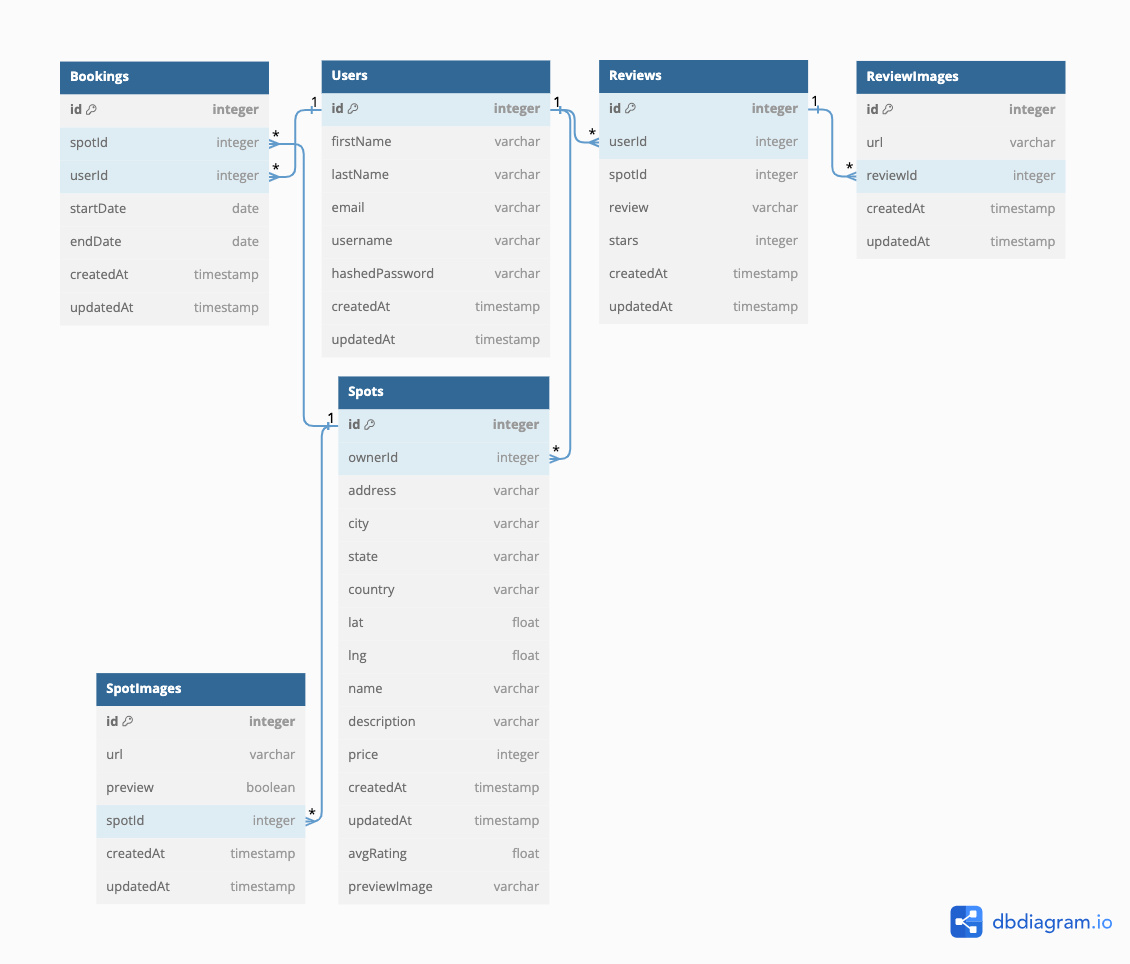 Bookings
id integer
spotId integer
userId integer
startDate date
endDate date
createdAt timestamp
updatedAt timestamp
* 
*
1
Users
id integer
firstName varchar
lastName varchar
email varchar
username varchar
hashedPassword varchar
createdAt timestamp
updatedAt timestamp
1
*
Reviews
id integer
userId integer
spotId integer
review varchar
stars integer
createdAt timestamp
updatedAt timestamp
1
*
ReviewImages
id integer
url varchar
reviewId integer
createdAt timestamp
updatedAt timestamp
1
*
Spots
id integer
ownerId integer
address varchar
city varchar
state varchar
country varchar
lat float
lng float
name varchar
description varchar
price integer
createdAt timestamp
updatedAt timestamp
avgRating float
previewImage varchar
SpotImages
id integer
url varchar
preview boolean
spotId integer
createdAt timestamp
updatedAt timestamp
*
dbdiagram.io